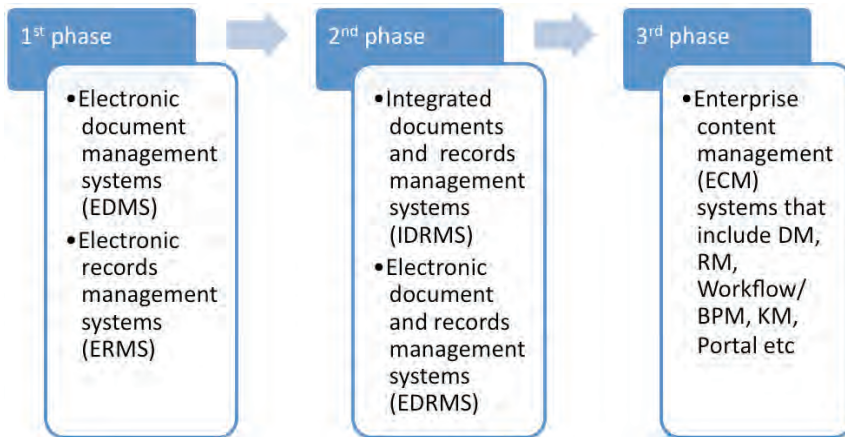 1st phase
•Electronic
document
management
systems
(EDMS)
•Electronic
records
management
systems
(ERMS)
2nd phase
•Integrated
documents
and records
management
systems
(IDRMS)
•Electronic
document
and records
management
systems
(EDRMS)
3rd phase
•Enterprise
content
management
(ECM)
systems that
include DM,
RM,
Workflow/
BPM, KM,
Portal etc